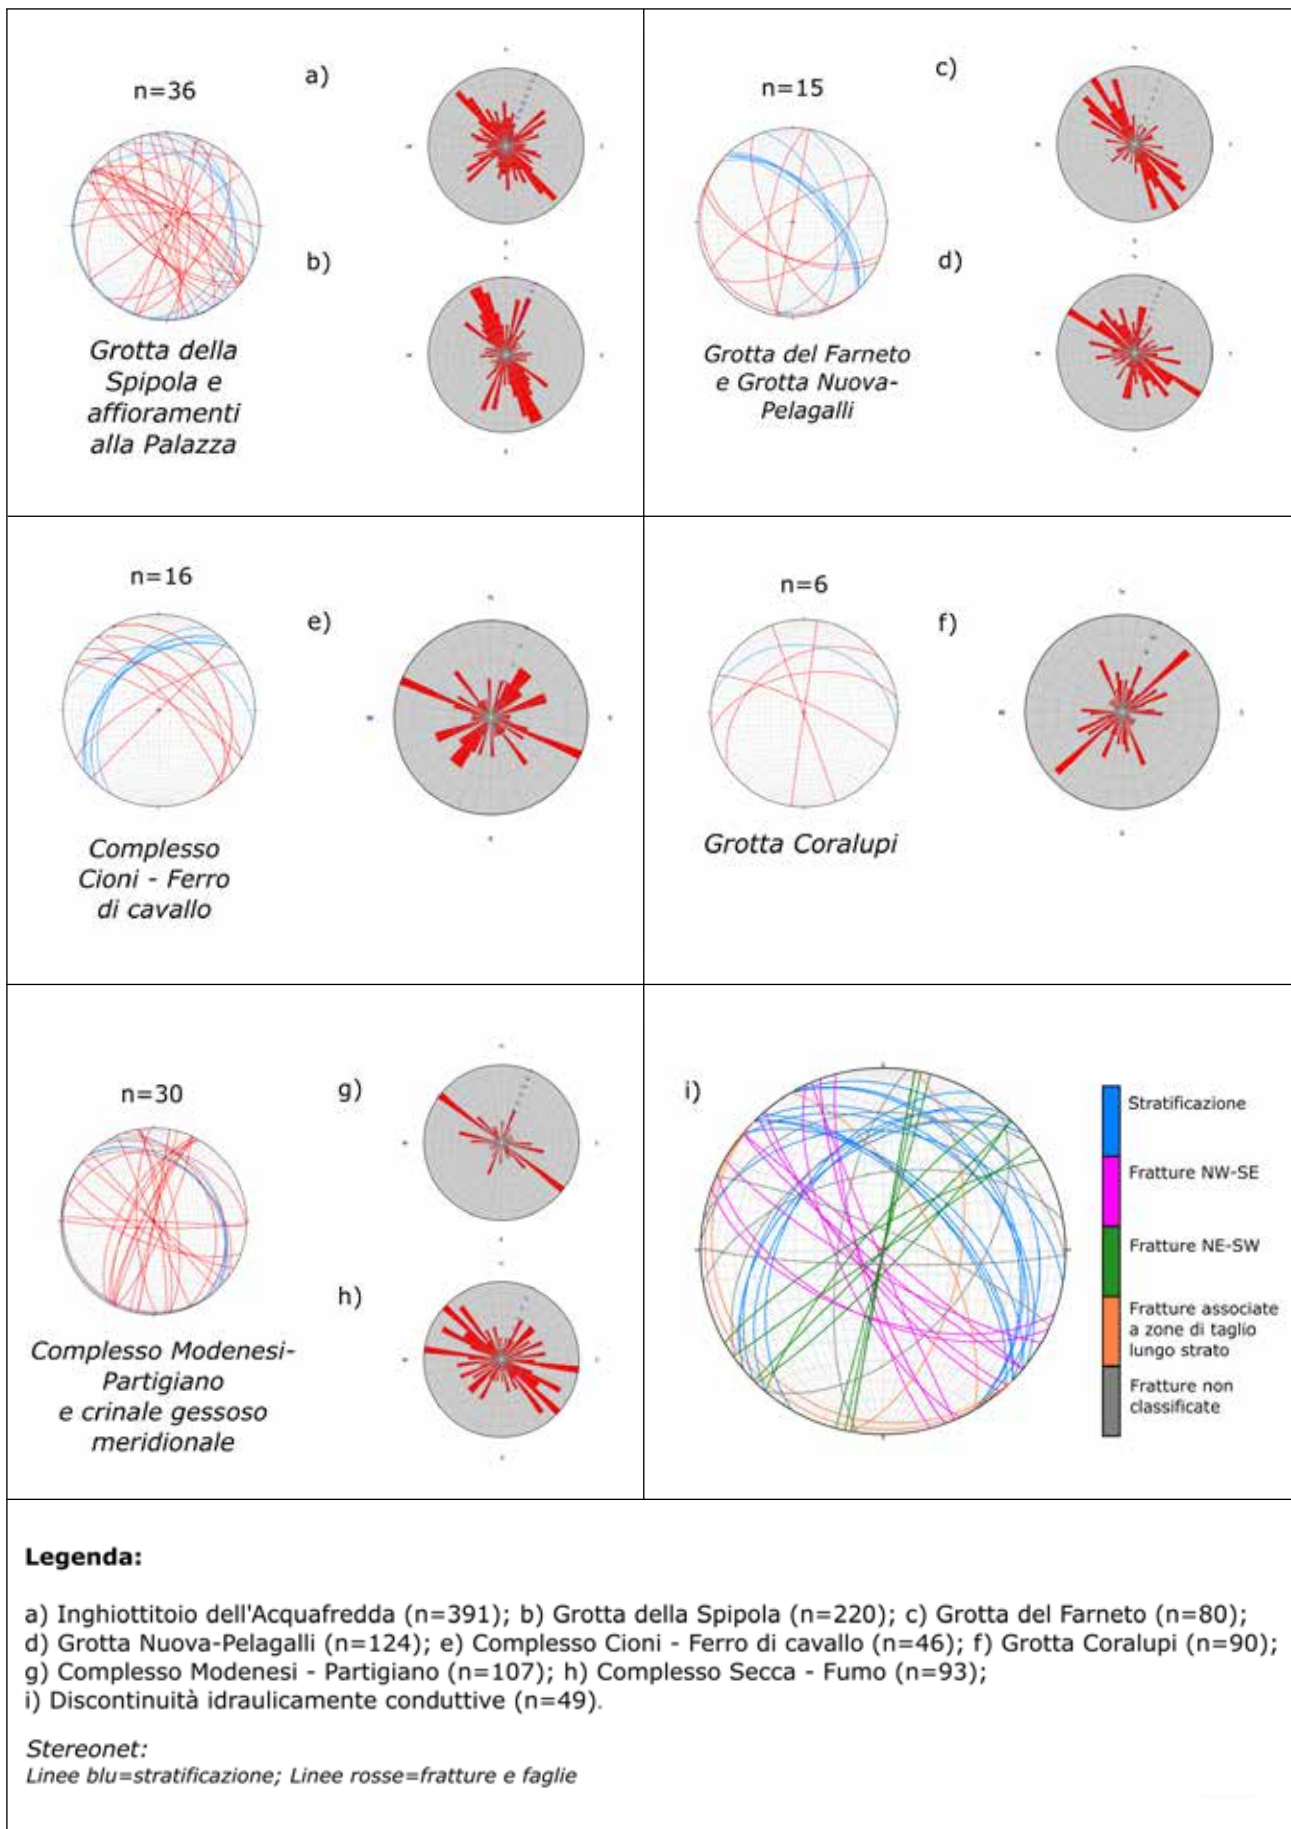 n=36
a)
b)
Grotta della
Spipola e
affioramenti
alla Palazza
n=15
c)
d)
Grotta del Farneto
e Grotta Nuova-
Pelagalli
n=16
e)
Complesso
Cioni - Ferro
di cavallo
n=6
f)
Grotta Coralupi
n=30
g)
h)
Complesso Modenesi-
Partigiano
e crinale gessoso
meridionale
i)
Stratificazione
Fratture NW-SE
Fratture NE-SW
Fratture associate
a zone di taglio
lungo strato
Fratture non
classificate
Legenda:
a) Inghiottitoio dell'Acquafredda (n=391); b) Grotta della Spipola (n=220); c) Grotta del Farneto (n=80);
d) Grotta Nuova-Pelagalli (n=124); e) Complesso Cioni - Ferro di cavallo (n=46); f) Grotta Coralupi (n=90);
g) Complesso Modenesi - Partigiano (n=107); h) Complesso Secca - Fumo (n=93);
i) Discontinuità idraulicamente conduttive (n=49).
Stereonet:
Linee blu=stratificazione; Linee rosse=fratture e faglie